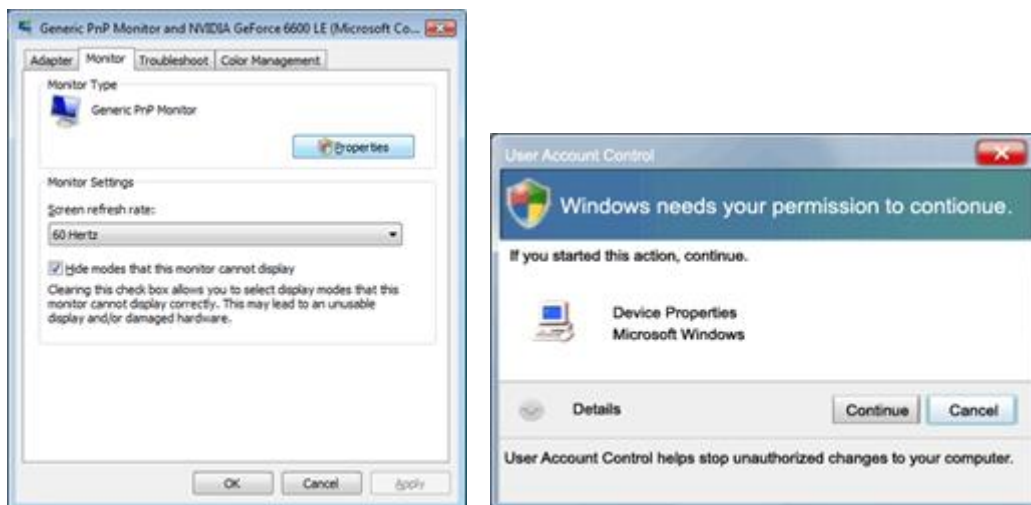 Generic PnP Monitor and NVIDIA GeForce 6600 LE (Microsoft Co...
Adapter Monitor Troubleshoot Color Management
Monitor Type
Generic PnP Monitor
Properties
Monitor Settings
Screen refresh rate:
60 Hertz
Hide modes that this monitor cannot display
Clearing this check box allows you to select display modes that this
monitor cannot display correctly. This may lead to an unusable
display and/or damaged hardware.
OK Cancel Apply
User Account Control
Windows needs your permission to contionue.
If you started this action, continue.
Device Properties
Microsoft Windows
Details Continue Cancel
User Account Control helps stop unauthorized changes to your computer.